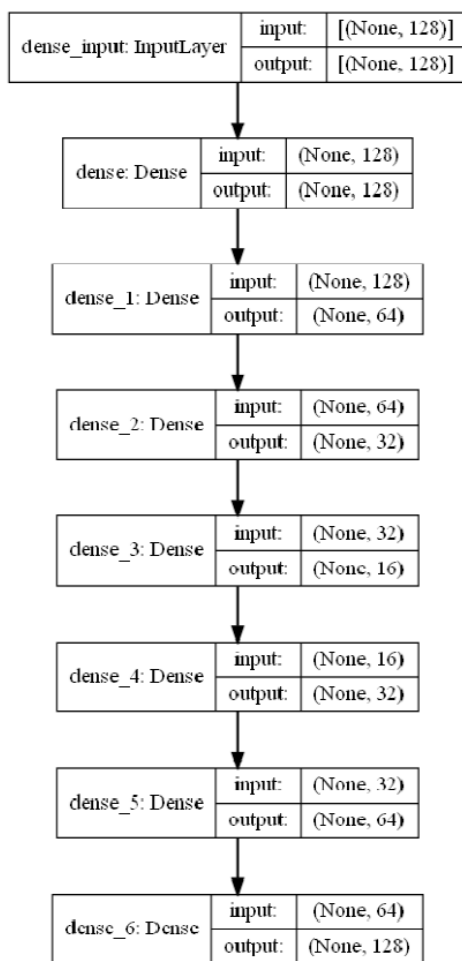 dense_input: InputLayer
input: [(None, 128)]
output: [(None, 128)]
dense: Dense
input: (None, 128)
output: (None, 128)
dense_1: Dense
input: (None, 128)
output: (None, 64)
dense_2: Dense
input: (None, 64)
output: (None, 32)
dense_3: Dense
input: (None, 32)
output: (None, 16)
dense_4: Dense
input: (None, 16)
output: (None, 32)
dense_5: Dense
input: (None, 32)
output: (None, 64)
dense_6: Dense
input: (None, 64)
output: (None, 128)